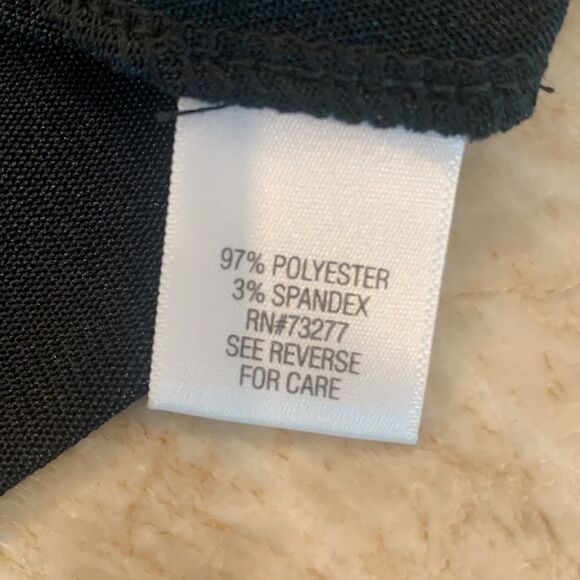 97% POLYESTER
3% SPANDEX
RN#73277
SEE REVERSE
FOR CARE